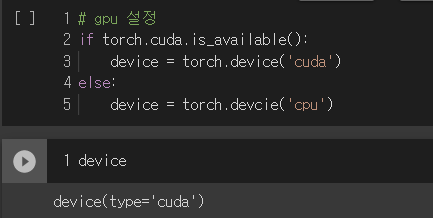 [ ] 1 # gpu 설정
2 if torch.cuda.is_available():
3 device = torch.device('cuda')
4 else:
5 device = torch.devcie('cpu')
1 device
device(type='cuda')